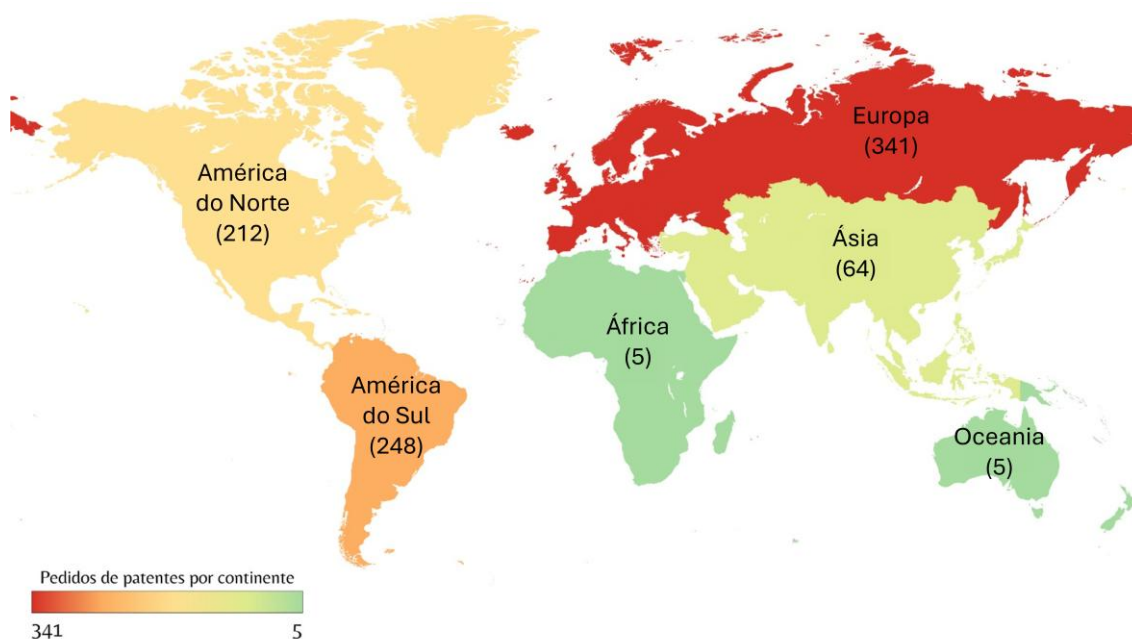 Europa
(341)
América
do Norte
(212)
Ásia
(64)
África
(5)
América
do Sul
(248)
Oceania
(5)
Pedidos de patentes por continente
341
5